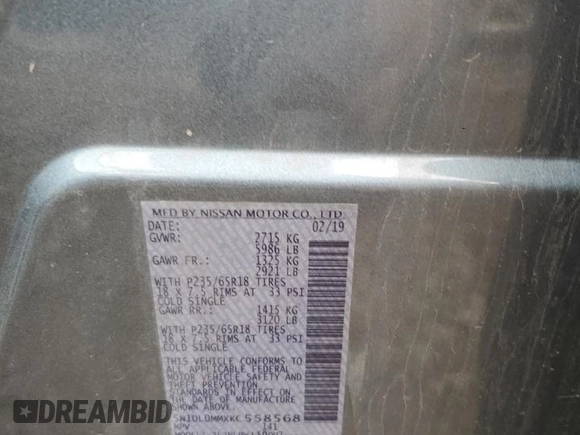 MFD BY NISSAN MOTOR CO., LTD
DATE: 02/19
GVWR: 2715 KG
5986 LB
GAWR FR.: 1325 KG
2921 LB
WITH P235/65R18 TIRES
18 X 7.5 RIMS AT 33 PSI
COLD SINGLE
GAWR RR.: 1415 KG
3120 LB
WITH P235/65R18 TIRES
18 X 7.5 RIMS AT 33 PSI
COLD SINGLE
THIS VEHICLE CONFORMS TO
ALL APPLICABLE FEDERAL
MOTOR VEHICLE SAFETY
AND THEFT PREVENTION
STANDARDS IN EFFECT ON
THE DATE OF MANUFACTURE
SHOWN ABOVE.
5N1DL0MMXKC558568
MPV 141
DREAMBID